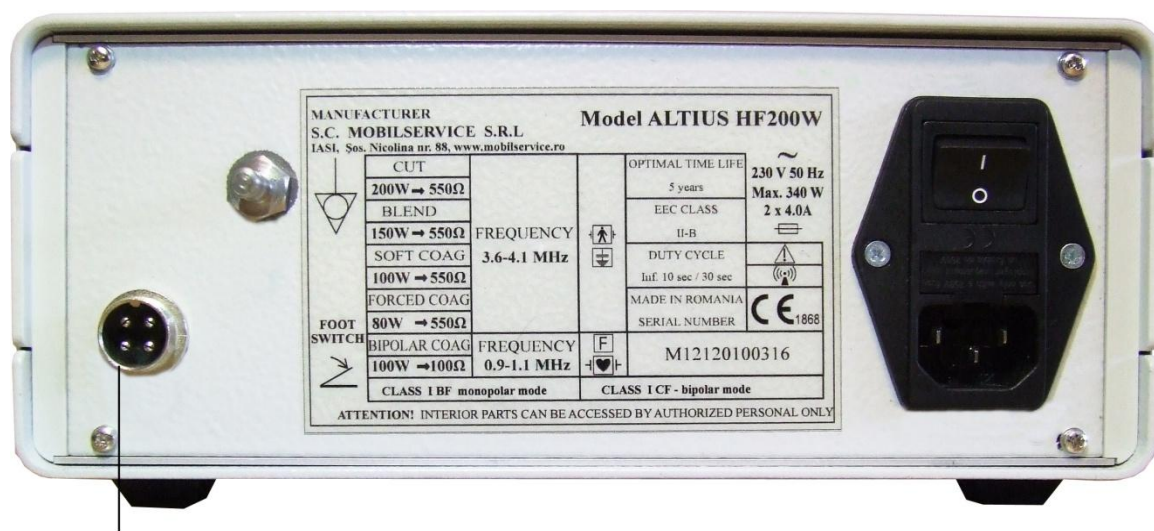 MANUFACTURER
S.C. MOBILSERVICE S.R.L
IASI, Şos. Nicolina nr. 88, www.mobilservice.ro
Model ALTIUS HF200W
CUT
200W → 550Ω
BLEND
150W → 550Ω
SOFT COAG
100W → 550Ω
FORCED COAG
80W → 550Ω
BIPOLAR COAG
100W → 100Ω
FREQUENCY
3.6-4.1 MHz
FREQUENCY
0.9-1.1 MHz
F
OPTIMAL TIME LIFE
5 years
EEC CLASS
II-B
DUTY CYCLE
Inf. 10 sec / 30 sec
MADE IN ROMANIA
SERIAL NUMBER
M12120100316
~
230 V 50 Hz
Max. 340 W
2 x 4.0A
CE 1868
FOOT
SWITCH
CLASS I BF monopolar mode
CLASS I CF - bipolar mode
ATTENTION! INTERIOR PARTS CAN BE ACCESSED BY AUTHORIZED PERSONAL ONLY
I
O